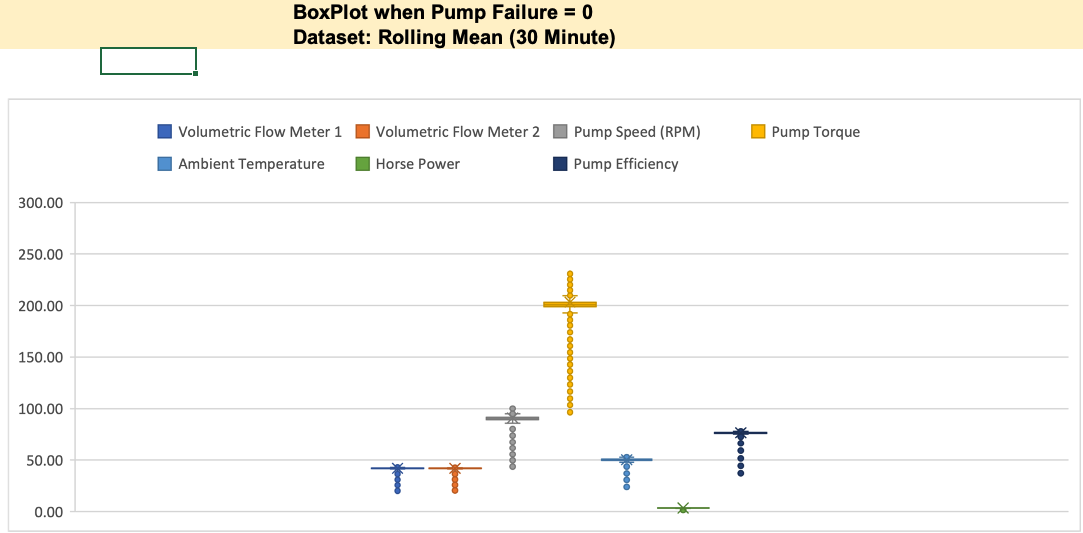 BoxPlot when Pump Failure = 0
Dataset: Rolling Mean (30 Minute)
Volumetric Flow Meter 1 Volumetric Flow Meter 2 Pump Speed (RPM) Pump Torque
Ambient Temperature Horse Power Pump Efficiency
300.00
250.00
200.00
150.00
100.00
50.00
0.00